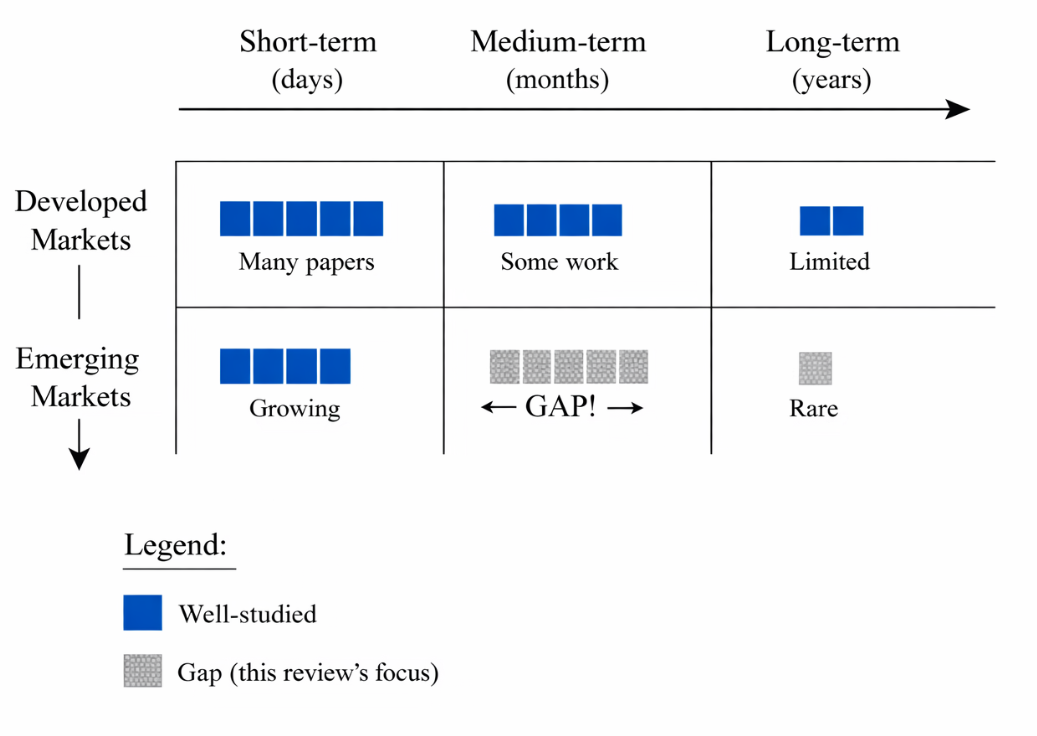 Short-term
(days)
Medium-term
(months)
Long-term
(years)
Developed
Markets
Many papers
Some work
Limited
Emerging
Markets
Growing
GAP!
Rare
Legend:
Well-studied
Gap (this review's focus)